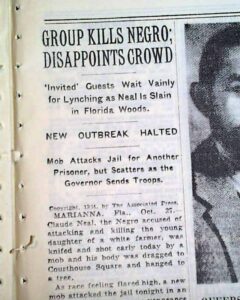 GROUP KILLS NEGRO;
DISAPPOINTS CROWD
'Invited' Guests Wait Vainly
for Lynching as Neal Is Slain
in Florida Woods.
NEW OUTBREAK HALTED
Mob Attacks Jail for Another
Prisoner, but Scatters as the
Governor Sends Troops.
Copyright, by The Associated Press.
MARIANNA, Fla., Oct. 27.—
Claude Neal, the Negro accused of
attacking and killing the young
daughter of a white farmer, was
knifed and shot early today by a
mob and his body was dragged to
Courthouse Square and hanged to
a tree.
As race feeling flared high, a new
mob attacked the jail tonight in an